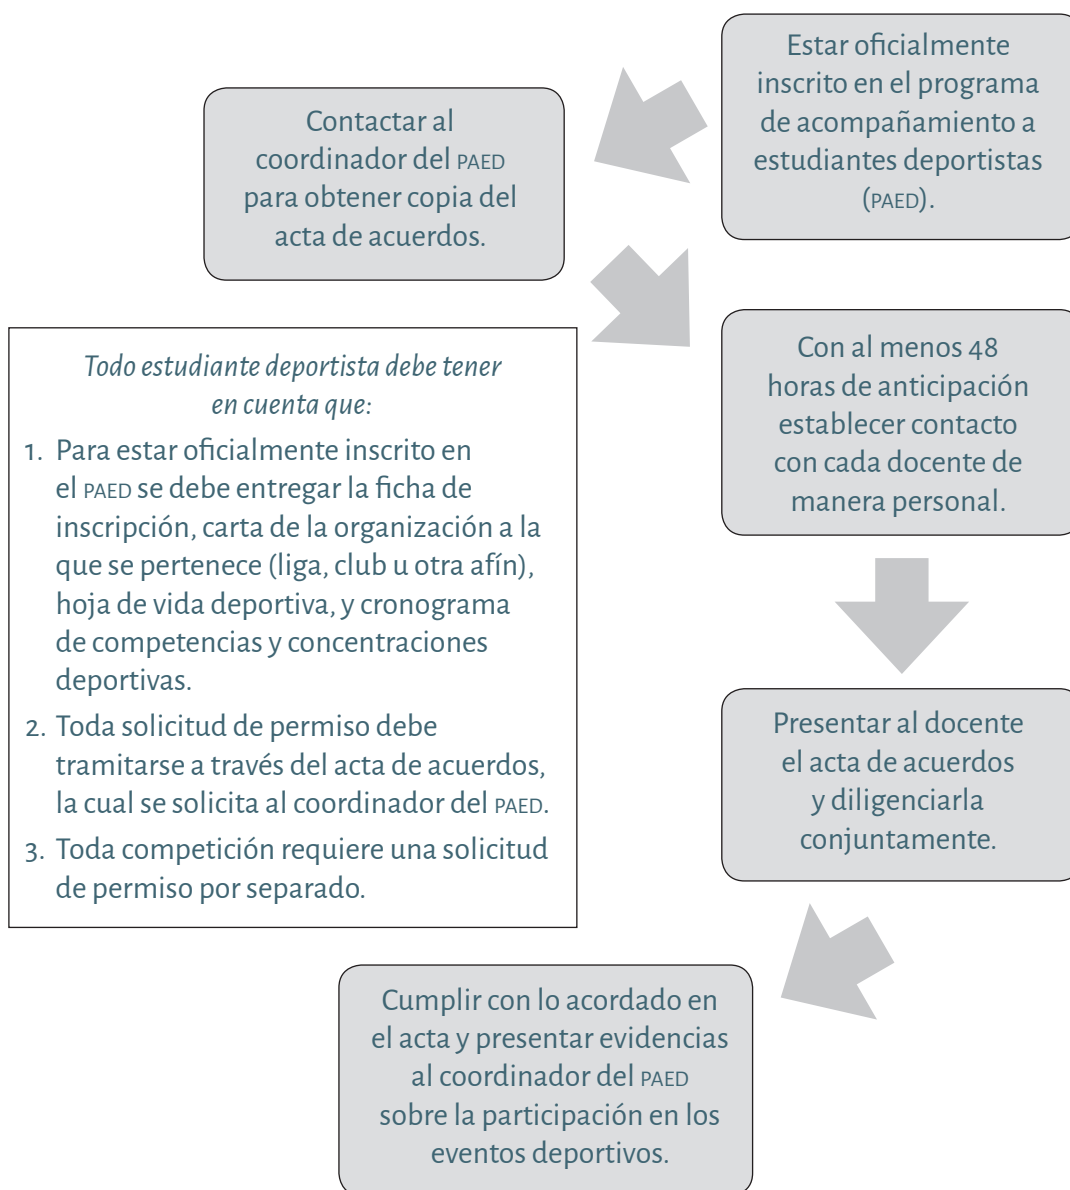 Estar oficialmente
inscrito en el programa
de acompañamiento a
estudiantes deportistas
(PAED).
Contactar al
coordinador del PAED
para obtener copia del
acta de acuerdos.
Con al menos 48
horas de anticipación
establecer contacto
con cada docente de
manera personal.
Presentar al docente
el acta de acuerdos
y diligenciarla
conjuntamente.
Cumplir con lo acordado en
el acta y presentar evidencias
al coordinador del PAED
sobre la participación en los
eventos deportivos.
Todo estudiante deportista debe tener
en cuenta que:
1. Para estar oficialmente inscrito en
el PAED se debe entregar la ficha de
inscripción, carta de la organización a la
que se pertenece (liga, club u otra afín),
hoja de vida deportiva, y cronograma
de competencias y concentraciones
deportivas.
2. Toda solicitud de permiso debe
tramitarse a través del acta de acuerdos,
la cual se solicita al coordinador del PAED.
3. Toda competición requiere una solicitud
de permiso por separado.